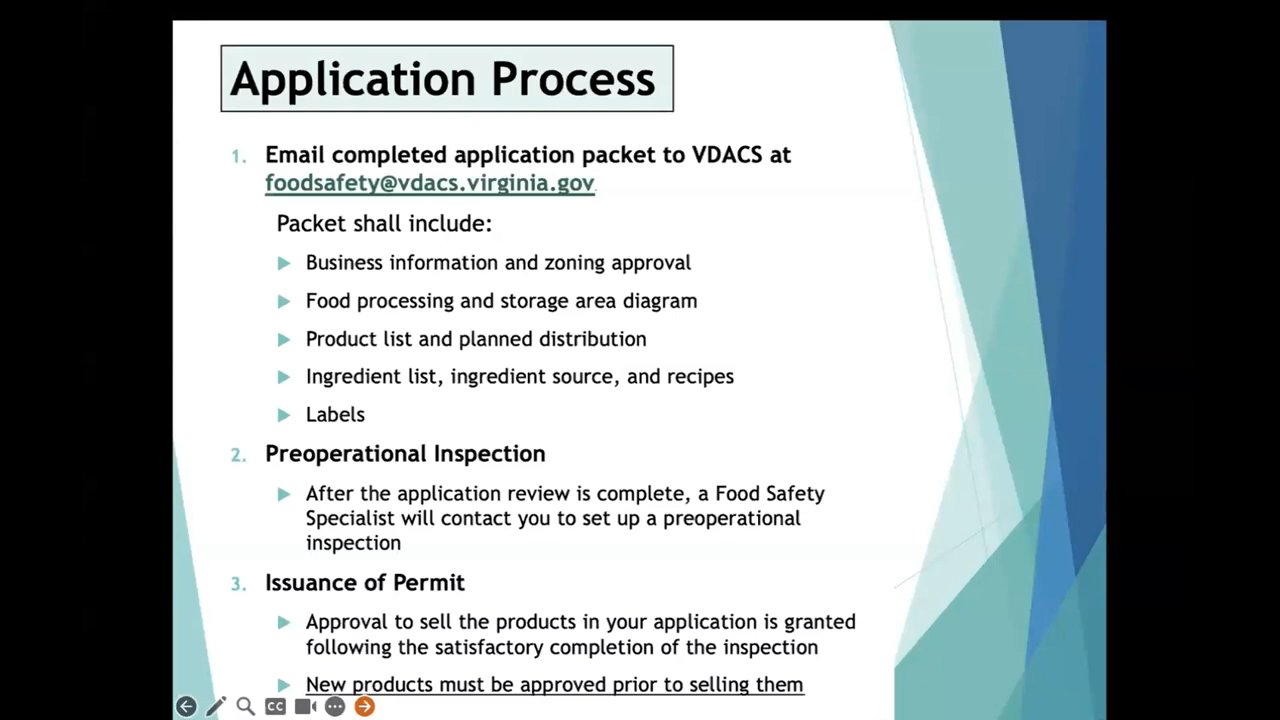 Application Process
1. Email completed application packet to VDACS at
foodsafety@vdacs.virginia.gov.
Packet shall include:
Business information and zoning approval
Food processing and storage area diagram
Product list and planned distribution
Ingredient list, ingredient source, and recipes
Labels
2. Preoperational Inspection
After the application review is complete, a Food Safety
Specialist will contact you to set up a preoperational
inspection
3. Issuance of Permit
Approval to sell the products in your application is granted
following the satisfactory completion of the inspection
New products must be approved prior to selling them
CC